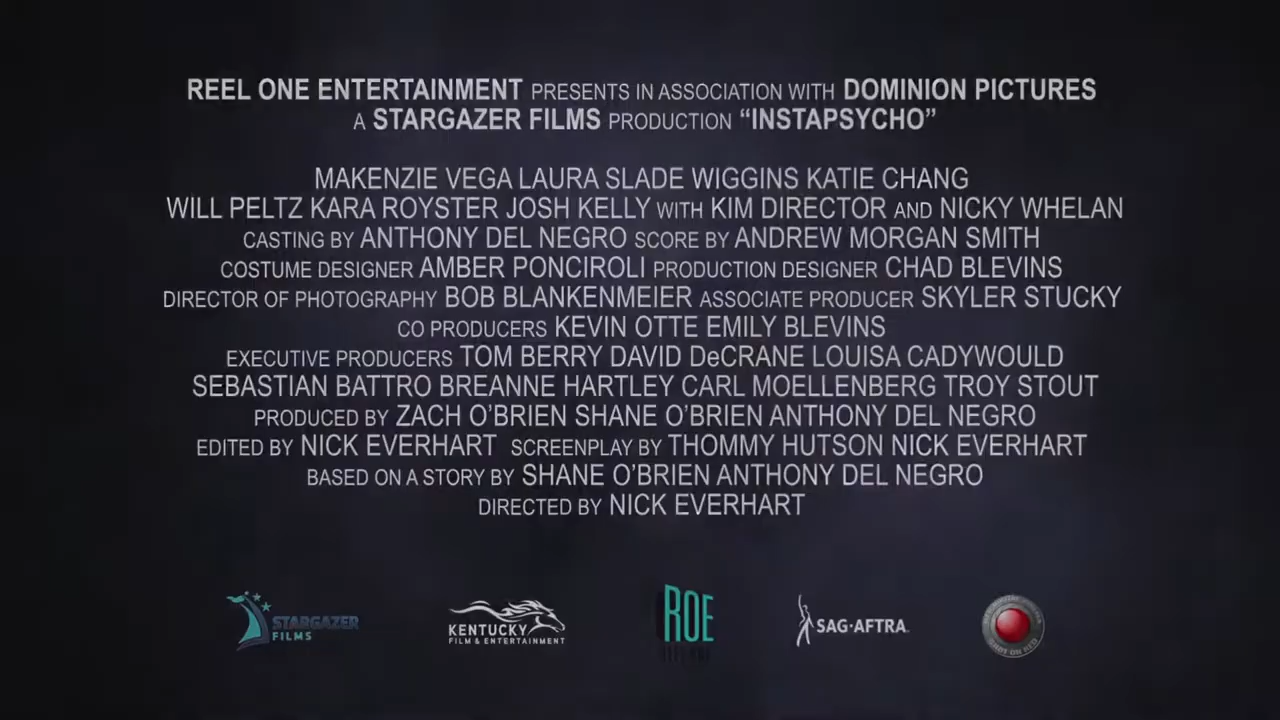 REEL ONE ENTERTAINMENT PRESENTS IN ASSOCIATION WITH DOMINION PICTURES
A STARGAZER FILMS PRODUCTION “INSTAPSYCHO”
MAKENZIE VEGA LAURA SLADE WIGGINS KATIE CHANG
WILL PELTZ KARA ROYSTER JOSH KELLY WITH KIM DIRECTOR AND NICKY WHELAN
CASTING BY ANTHONY DEL NEGRO SCORE BY ANDREW MORGAN SMITH
COSTUME DESIGNER AMBER PONCIROLI PRODUCTION DESIGNER CHAD BLEVINS
DIRECTOR OF PHOTOGRAPHY BOB BLANKENMEIER ASSOCIATE PRODUCER SKYLER STUCKY
CO PRODUCERS KEVIN OTTE EMILY BLEVINS
EXECUTIVE PRODUCERS TOM BERRY DAVID DeCRANE LOUISA CADYWOULD
SEBASTIAN BATTRO BREANNE HARTLEY CARL MOELLENBERG TROY STOUT
PRODUCED BY ZACH O’BRIEN SHANE O’BRIEN ANTHONY DEL NEGRO
EDITED BY NICK EVERHART SCREENPLAY BY THOMMY HUTSON NICK EVERHART
BASED ON A STORY BY SHANE O’BRIEN ANTHONY DEL NEGRO
DIRECTED BY NICK EVERHART
STARGAZER
FILMS
KENTUCKY
FILM & ENTERTAINMENT
ROE
SAG·AFTRA
SHOT ON RED